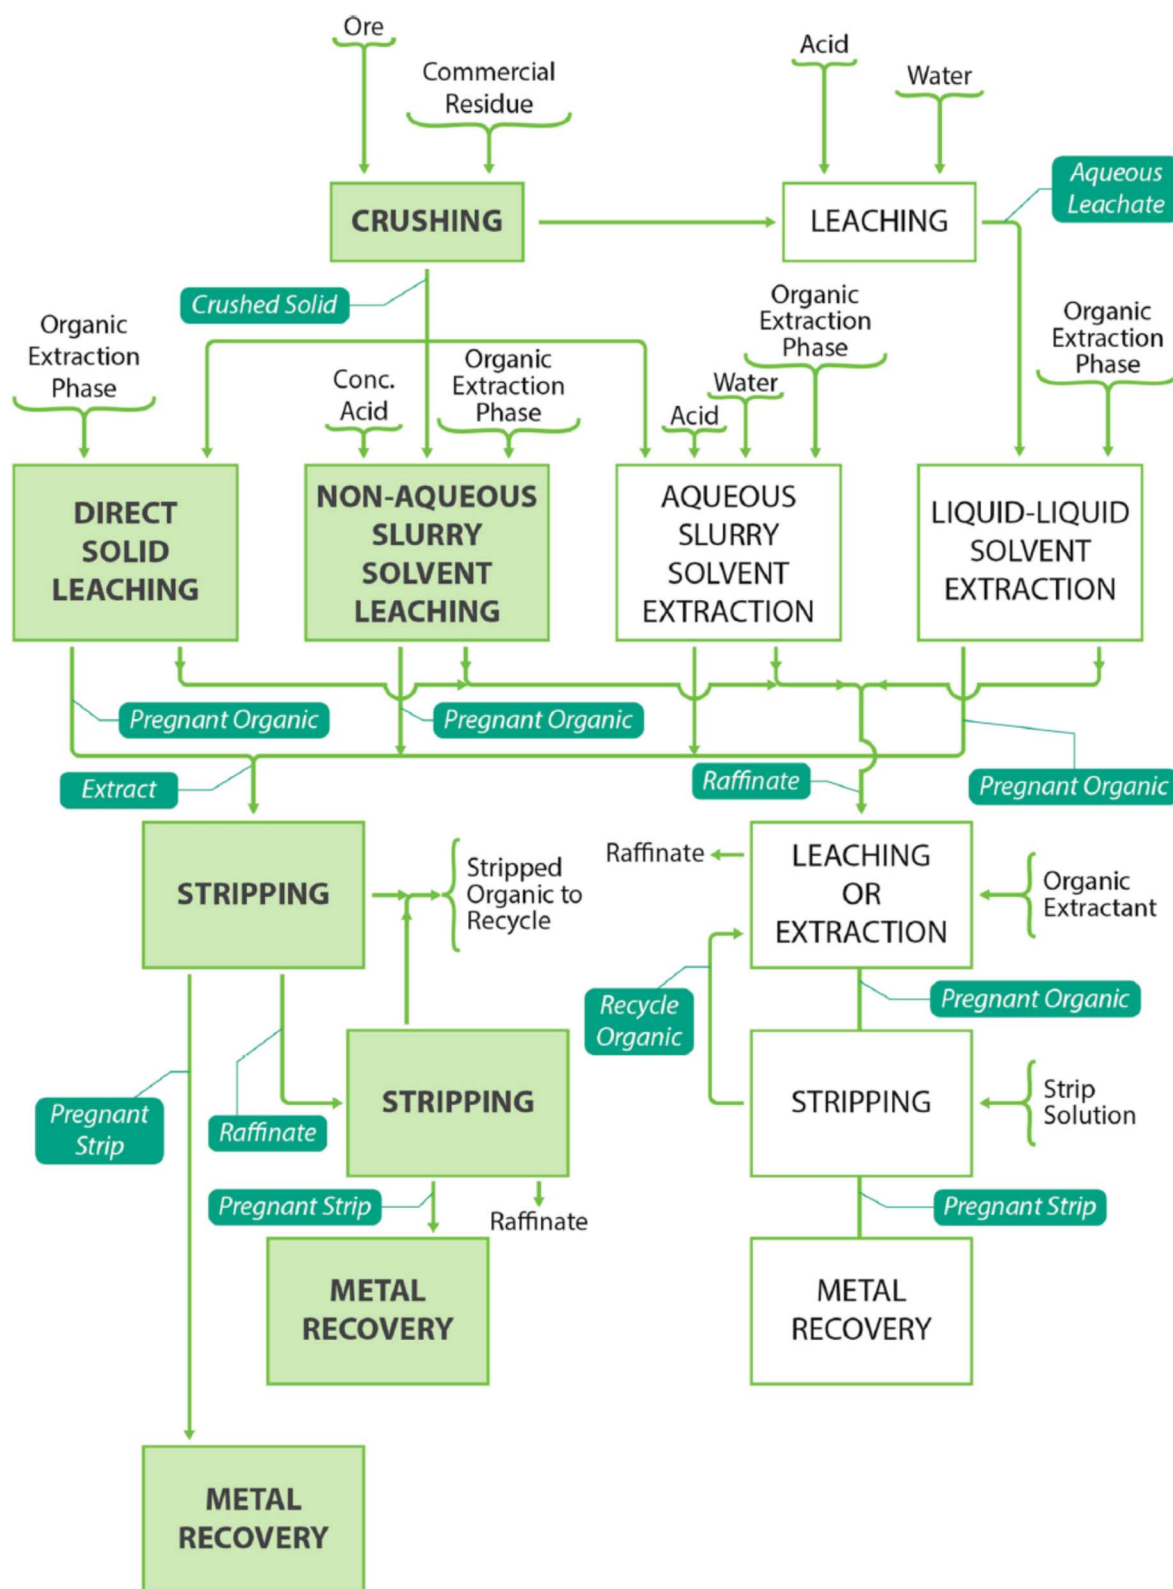 Ore
Commercial
Residue
Acid
Water
Aqueous
Leachate
CRUSHING
LEACHING
Crushed Solid
Organic
Extraction
Phase
Conc.
Acid
Organic
Extraction
Phase
Acid
Water
Organic
Extraction
Phase
Organic
Extraction
Phase
DIRECT
SOLID
LEACHING
NON-AQUEOUS
SLURRY
SOLVENT
LEACHING
AQUEOUS
SLURRY
SOLVENT
EXTRACTION
LIQUID-LIQUID
SOLVENT
EXTRACTION
Pregnant Organic
Pregnant Organic
Extract
Raffinate
Pregnant Organic
STRIPPING
Stripped
Organic to
Recycle
Raffinate
LEACHING
OR
EXTRACTION
Organic
Extractant
Recycle
Organic
Pregnant Organic
Pregnant
Strip
Raffinate
STRIPPING
STRIPPING
Strip
Solution
Pregnant Strip
Raffinate
Pregnant Strip
METAL
RECOVERY
METAL
RECOVERY
METAL
RECOVERY